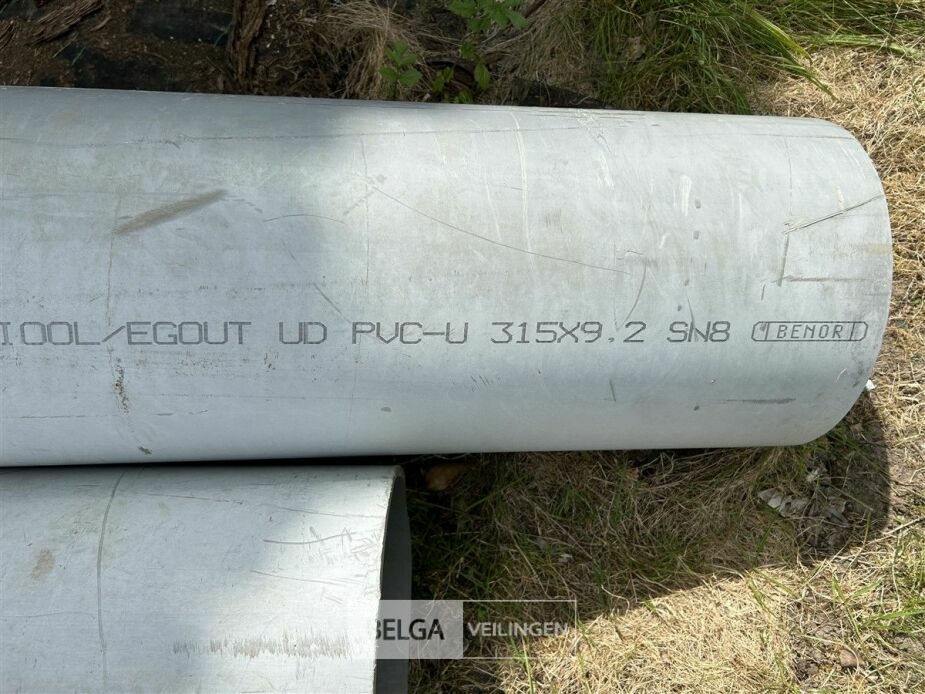 IOOL/EGOUT UD PVC-U 315X9.2 SN8 BENOR
BELGA VEILINGEN